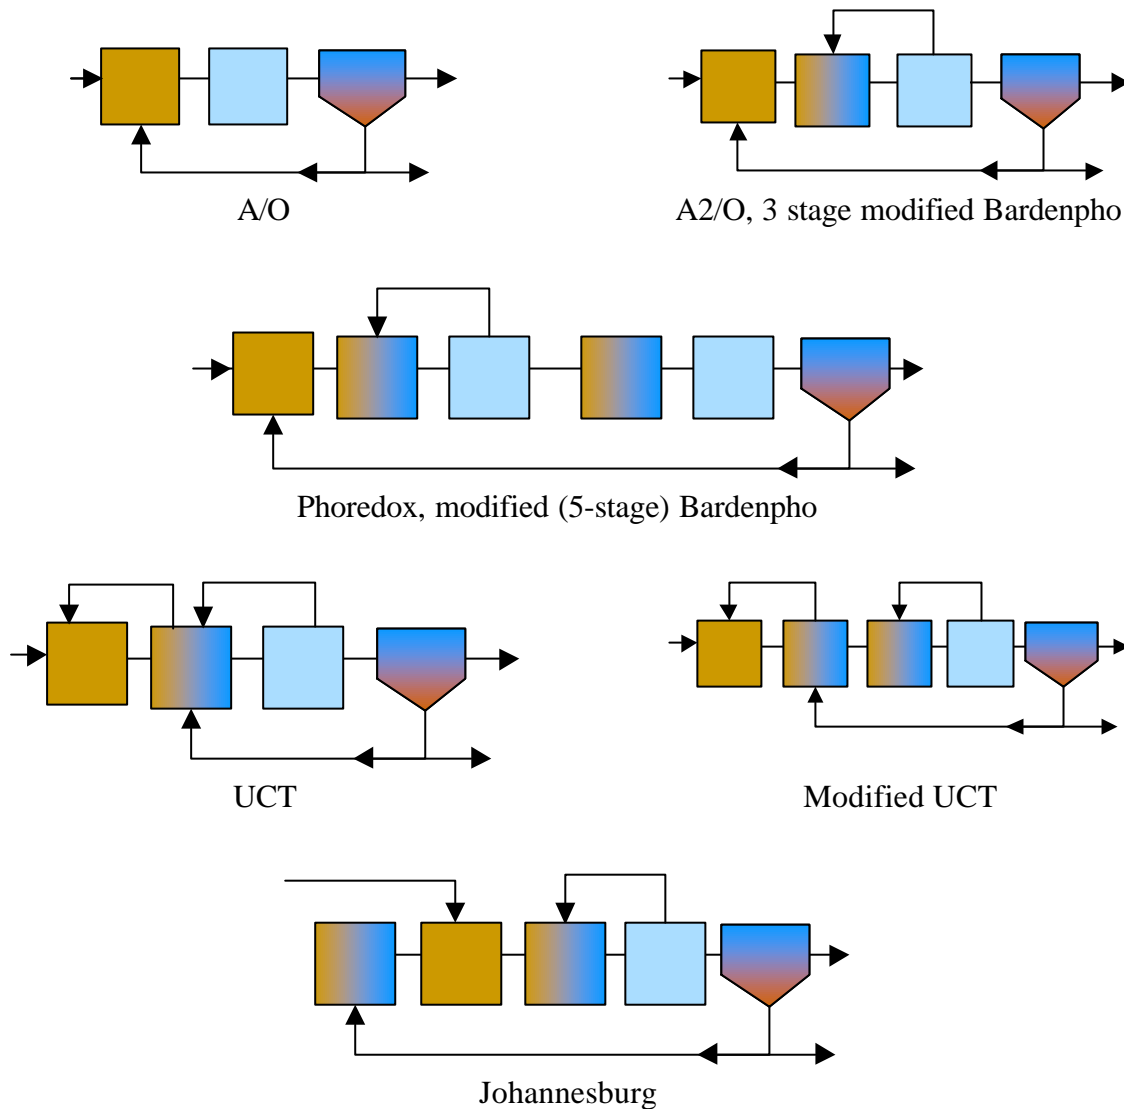 A/O
A2/O, 3 stage modified Bardenpho
Phoredox, modified (5-stage) Bardenpho
UCT
Modified UCT
Johannesburg